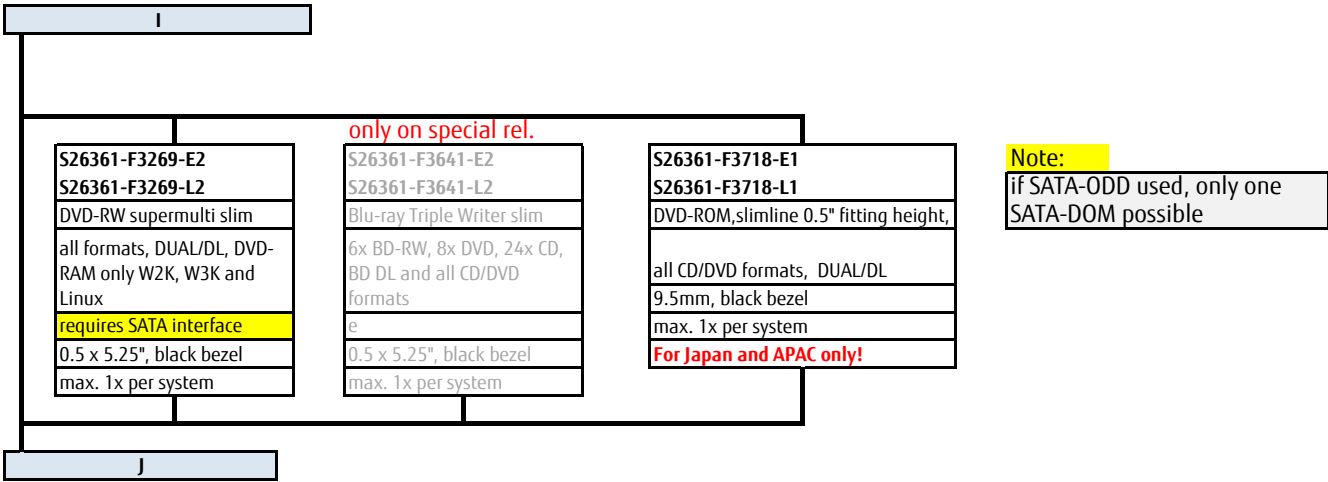 I
only on special rel.
S26361-F3269-E2
S26361-F3269-L2
DVD-RW supermulti slim
all formats, DUAL/DL, DVD-
RAM only W2K, W3K and
Linux
requires SATA interface
0.5 x 5.25", black bezel
max. 1x per system
S26361-F3641-E2
S26361-F3641-L2
Blu-ray Triple Writer slim
6x BD-RW, 8x DVD, 24x CD,
BD DL and all CD/DVD
formats
e
0.5 x 5.25", black bezel
max. 1x per system
S26361-F3718-E1
S26361-F3718-L1
DVD-ROM,slimline 0.5" fitting height,
all CD/DVD formats, DUAL/DL
9.5mm, black bezel
max. 1x per system
For Japan and APAC only!
Note:
if SATA-ODD used, only one
SATA-DOM possible
J